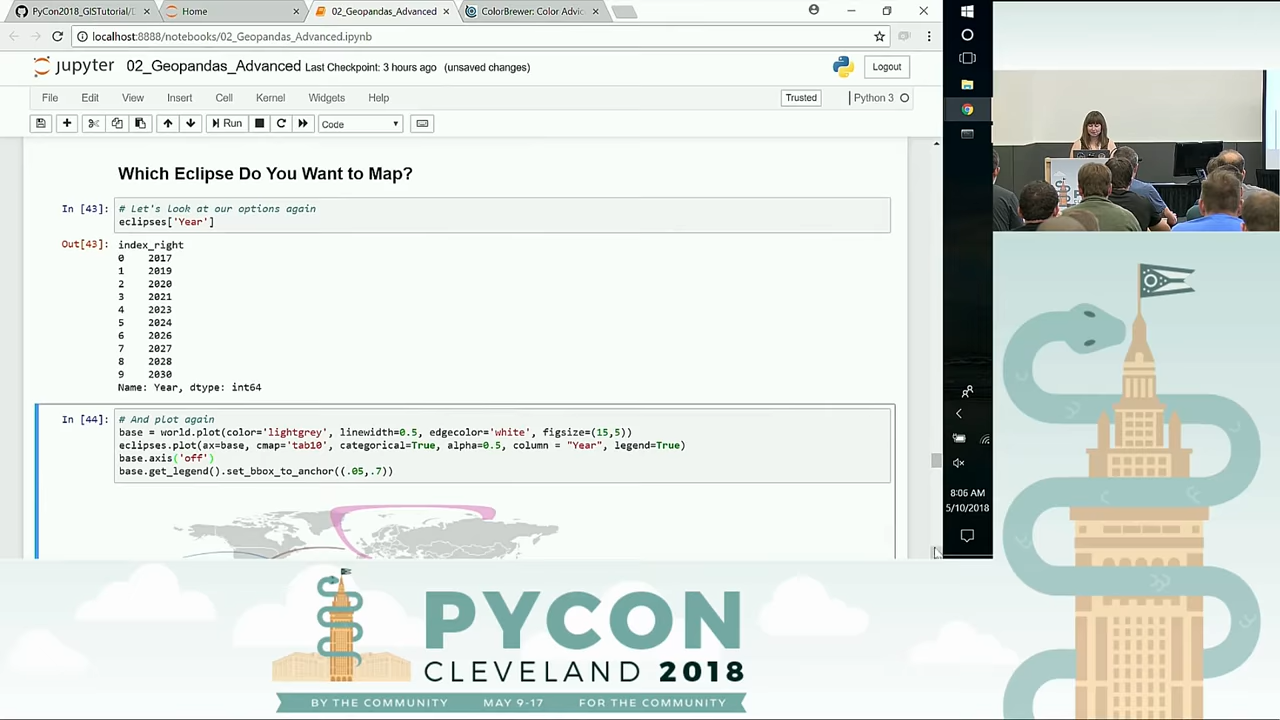 PyCon2018_GISTutorial/D
Home
02_Geopandas_Advanced
ColorBrewer: Color Advic
localhost:8888/notebooks/02_Geopandas_Advanced.ipynb
jupyter 02_Geopandas_Advanced Last Checkpoint: 3 hours ago (unsaved changes)
Logout
File Edit View Insert Cell Kernel Widgets Help
Trusted
Python 3
Run
Code
Which Eclipse Do You Want to Map?
In [43]: # Let's look at our options again
eclipses['Year']
Out[43]: index_right
0 2017
1 2019
2 2020
3 2021
4 2023
5 2024
6 2026
7 2027
8 2028
9 2030
Name: Year, dtype: int64
In [44]: # And plot again
base = world.plot(color='lightgrey', linewidth=0.5, edgecolor='white', figsize=(15,5))
eclipses.plot(ax=base, cmap='tab10', categorical=True, alpha=0.5, column = "Year", legend=True)
base.axis('off')
base.get_legend().set_bbox_to_anchor((.05,.7))
8:06 AM
5/10/2018
PYCON
CLEVELAND 2018
BY THE COMMUNITY MAY 9-17 FOR THE COMMUNITY